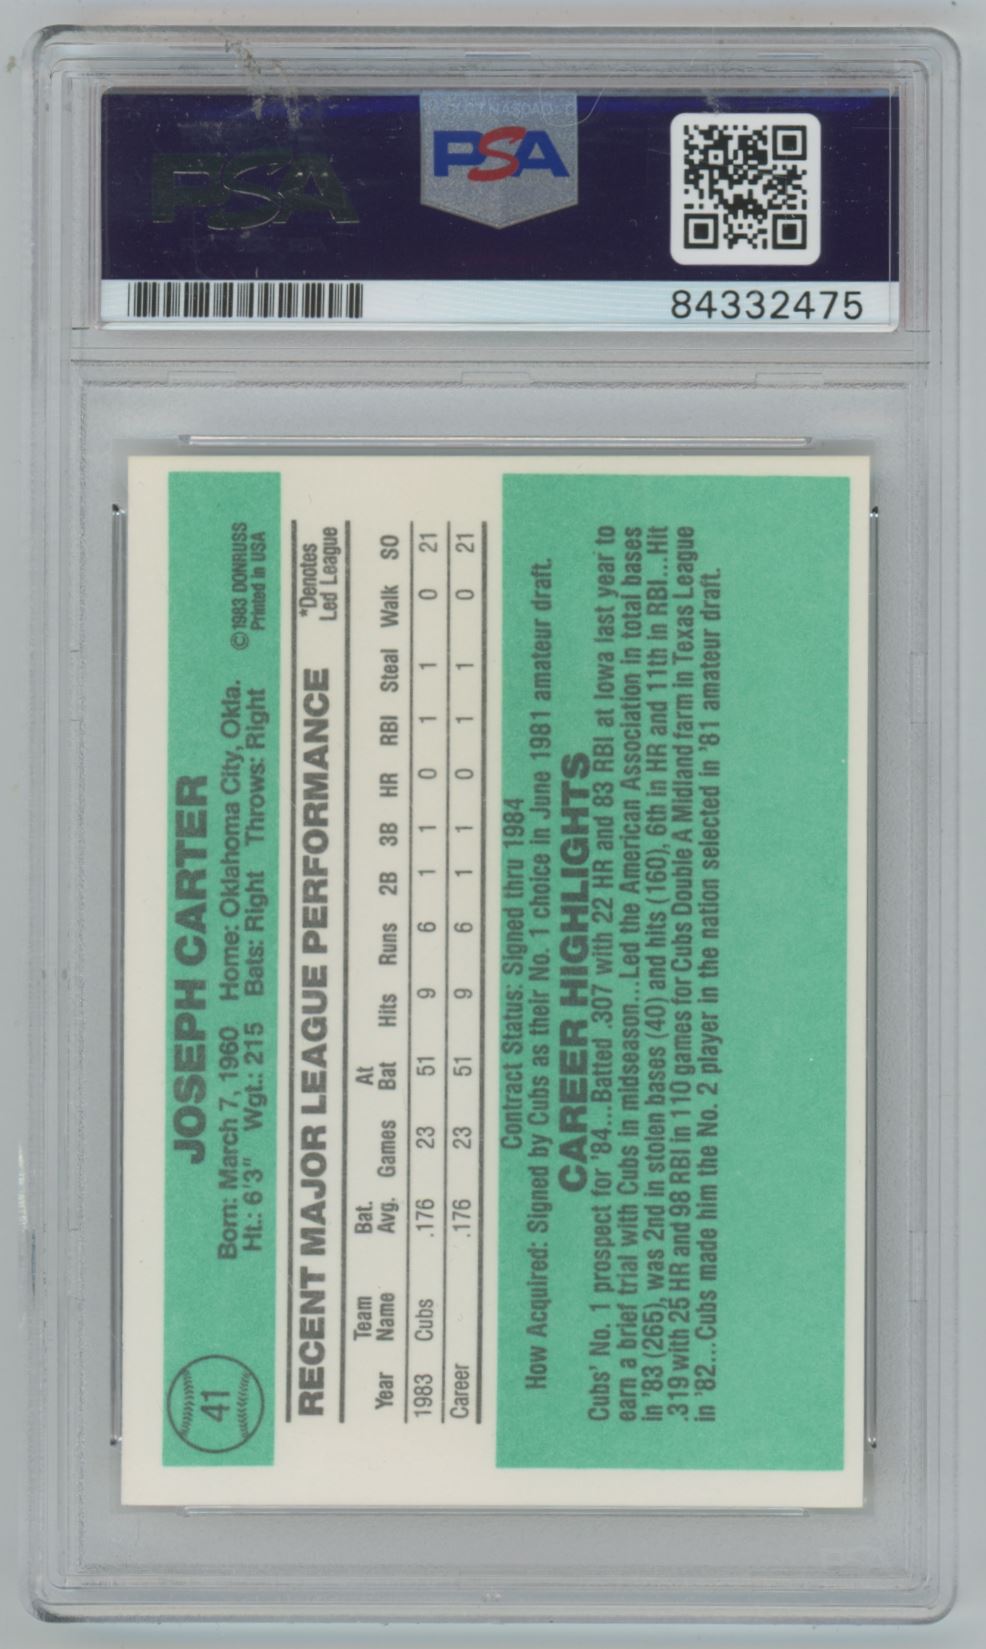 PSA
PSA
84332475
41
JOSEPH CARTER
Born: March 7, 1960 Home: Oklahoma City, Okla.
Ht.: 6'3" Wgt.: 215 Bats: Right Throws: Right
©1983 DONRUSS
Printed in USA
RECENT MAJOR LEAGUE PERFORMANCE
*Denotes
Led League
Year Team Name Bat. Avg. Games At Bat Hits Runs 2B 3B HR RBI Steal Walk SO
1983 Cubs .176 23 51 9 6 1 1 0 1 1 0 21
Career .176 23 51 9 6 1 1 0 1 1 0 21
Contract Status: Signed thru 1984
How Acquired: Signed by Cubs as their No. 1 choice in June 1981 amateur draft.
CAREER HIGHLIGHTS
Cubs' No. 1 prospect for '84...Batted .307 with 22 HR and 83 RBI at Iowa last year to
earn a brief trial with Cubs in midseason...Led the American Association in total bases
in '83 (265), was 2nd in stolen bases (40) and hits (160), 6th in HR and 11th in RBI...Hit
.319 with 25 HR and 98 RBI in 110 games for Cubs Double A Midland farm in Texas League
in '82...Cubs made him the No. 2 player in the nation selected in '81 amateur draft.